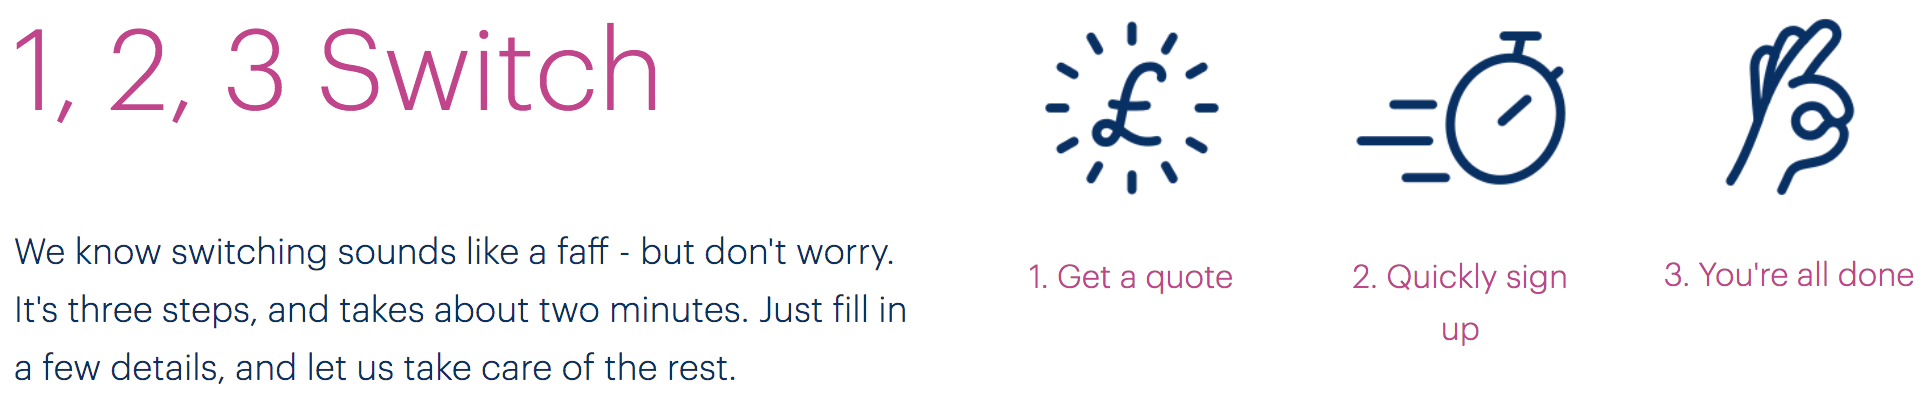 1, 2, 3 Switch
We know switching sounds like a faff - but don't worry.
It's three steps, and takes about two minutes. Just fill in
a few details, and let us take care of the rest.
£
1. Get a quote
2. Quickly sign
up
3. You're all done